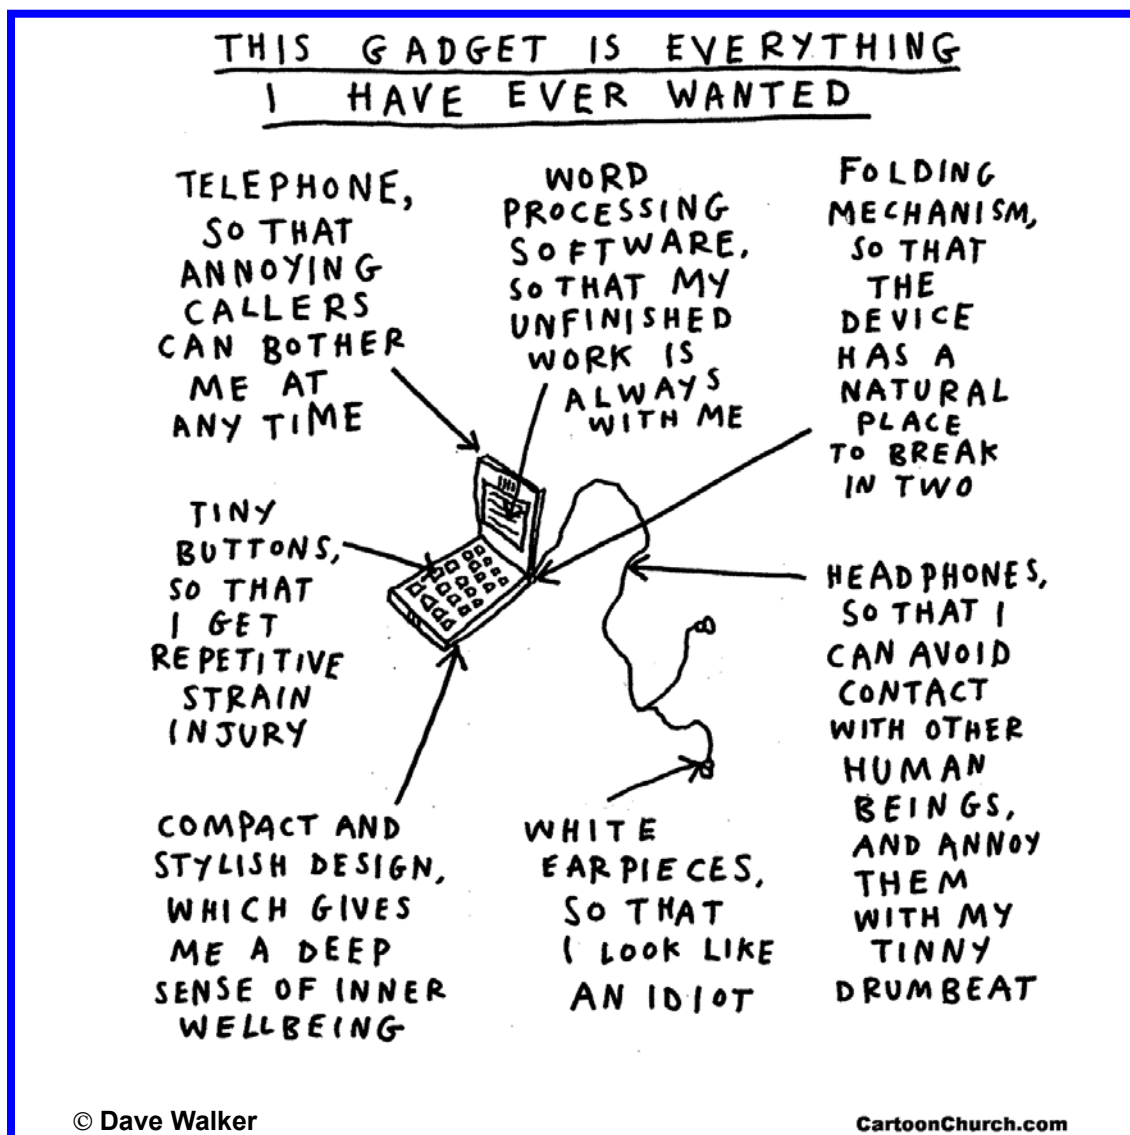 THIS GADGET IS EVERYTHING
I HAVE EVER WANTED
TELEPHONE,
SO THAT
ANNOYING
CALLERS
CAN BOTHER
ME AT
ANY TIME
WORD
PROCESSING
SOFTWARE,
SO THAT MY
UNFINISHED
WORK IS
ALWAYS
WITH ME
FOLDING
MECHANISM,
SO THAT
THE
DEVICE
HAS A
NATURAL
PLACE
TO BREAK
IN TWO
TINY
BUTTONS,
SO THAT
I GET
REPETITIVE
STRAIN
INJURY
HEADPHONES,
SO THAT I
CAN AVOID
CONTACT
WITH OTHER
HUMAN
BEINGS,
AND ANNOY
THEM
WITH MY
TINNY
DRUMBEAT
COMPACT AND
STYLISH DESIGN,
WHICH GIVES
ME A DEEP
SENSE OF INNER
WELLBEING
WHITE
EARPIECES,
SO THAT
I LOOK LIKE
AN IDIOT
© Dave Walker
CartoonChurch.com